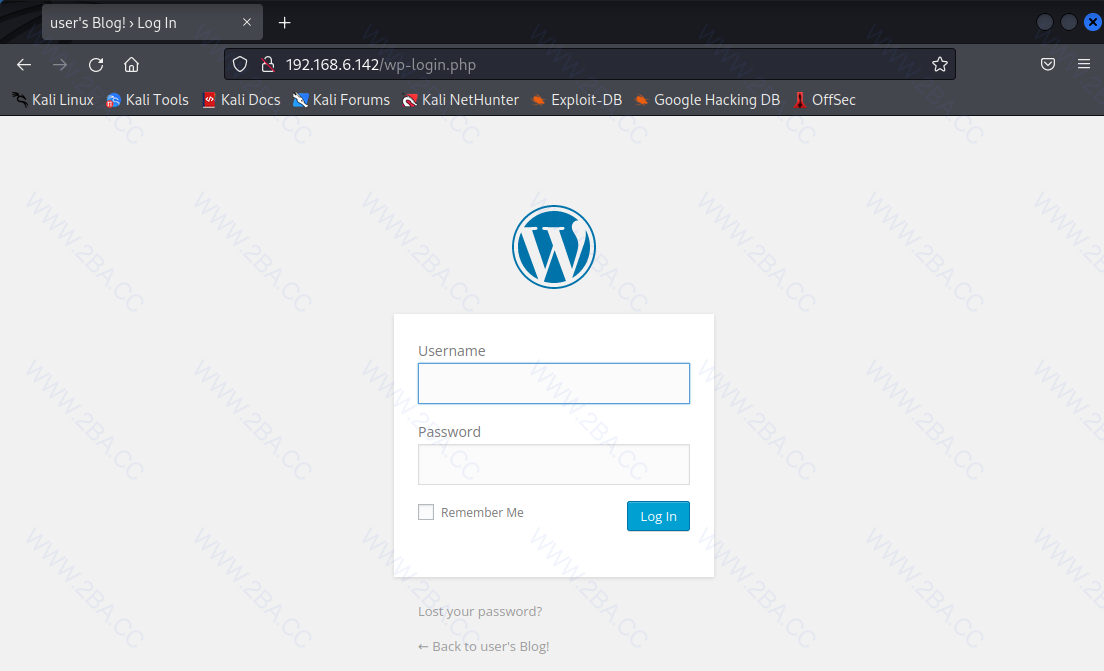 user's Blog! › Log In
192.168.6.142/wp-login.php
Kali Linux Kali Tools Kali Docs Kali Forums Kali NetHunter Exploit-DB Google Hacking DB OffSec
Username
Password
Remember Me Log In
Lost your password?
← Back to user's Blog!
WWW.2BA.CC